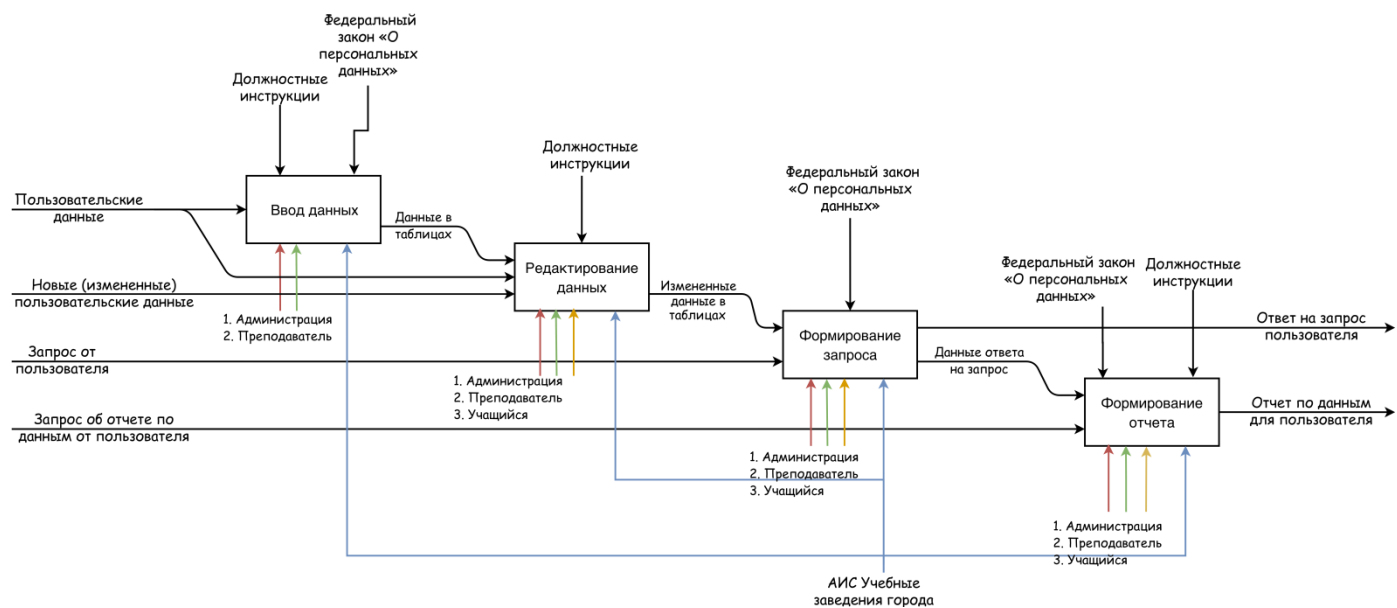 Федеральный
закон «О
персональных
данных»
Должностные
инструкции
Должностные
инструкции
Федеральный закон
«О персональных
данных»
Пользовательские
данные
Ввод данных
Данные в
таблицах
Федеральный закон
«О персональных
данных»
Должностные
инструкции
Редактирование
данных
Новые (измененные)
пользовательские данные
Измененные
данные в
таблицах
1. Администрация
2. Преподаватель
Формирование
запроса
Ответ на запрос
пользователя
Запрос от
пользователя
Данные ответа
на запрос
1. Администрация
2. Преподаватель
3. Учащийся
Формирование
отчета
Отчет по данным
для пользователя
Запрос об отчете по
данным от пользователя
1. Администрация
2. Преподаватель
3. Учащийся
1. Администрация
2. Преподаватель
3. Учащийся
АИС Учебные
заведения города